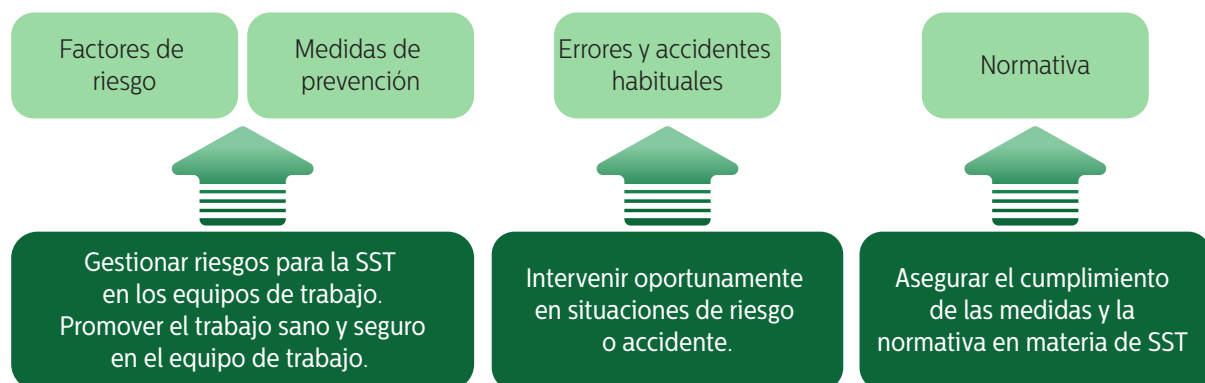 Factores de
riesgo
Medidas de
prevención
Errores y accidentes
habituales
Normativa
Gestionar riesgos para la SST
en los equipos de trabajo.
Promover el trabajo sano y seguro
en el equipo de trabajo.
Intervenir oportunamente
en situaciones de riesgo
o accidente.
Asegurar el cumplimiento
de las medidas y la
normativa en materia de SST